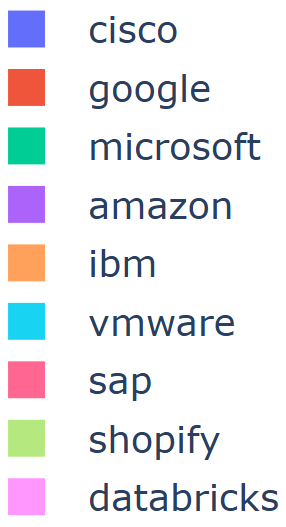 cisco
google
microsoft
amazon
ibm
vmware
sap
shopify
databricks